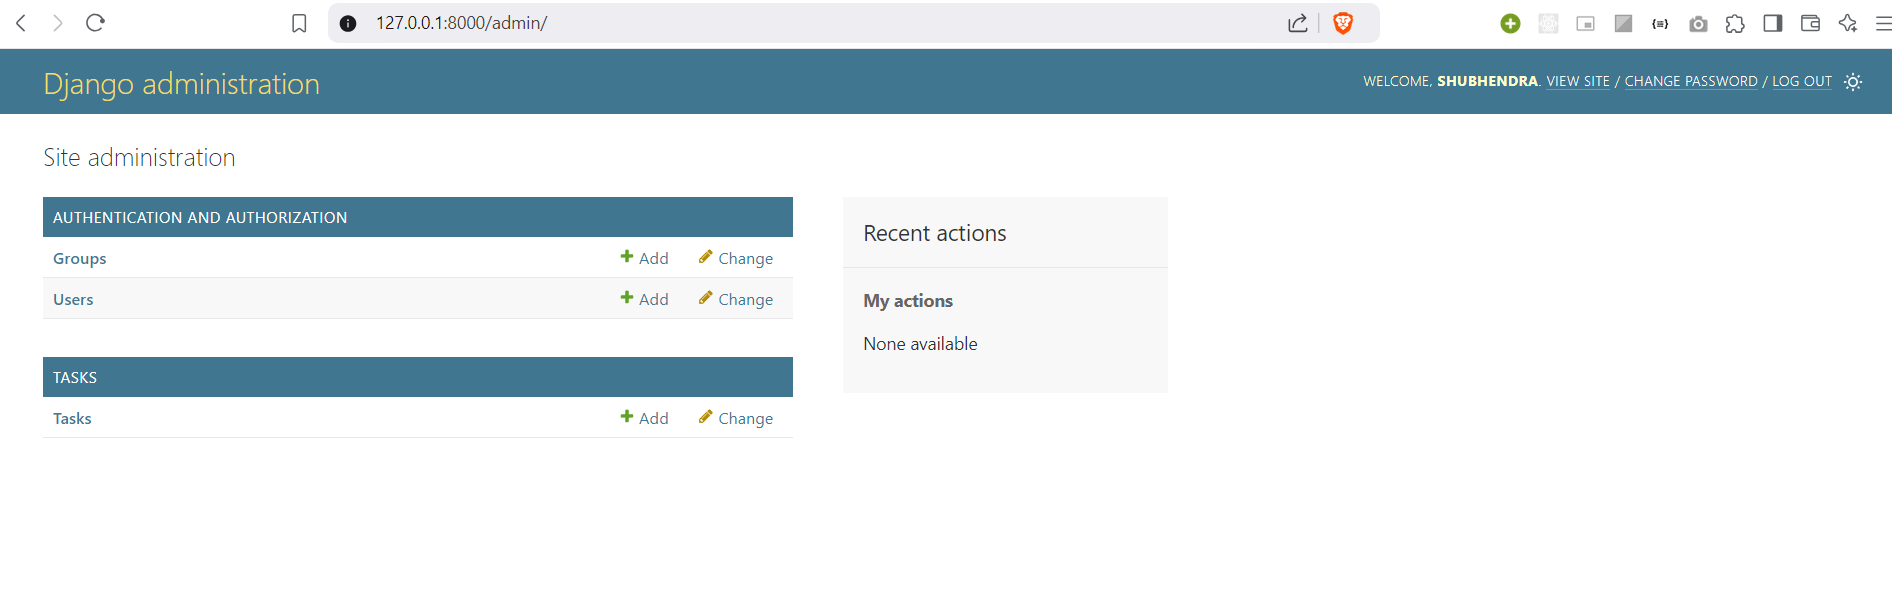 127.0.0.1:8000/admin/
Django administration
WELCOME, SHUBHENDRA. VIEW SITE / CHANGE PASSWORD / LOG OUT
Site administration
AUTHENTICATION AND AUTHORIZATION
Groups Add Change
Users Add Change
TASKS
Tasks Add Change
Recent actions
My actions
None available